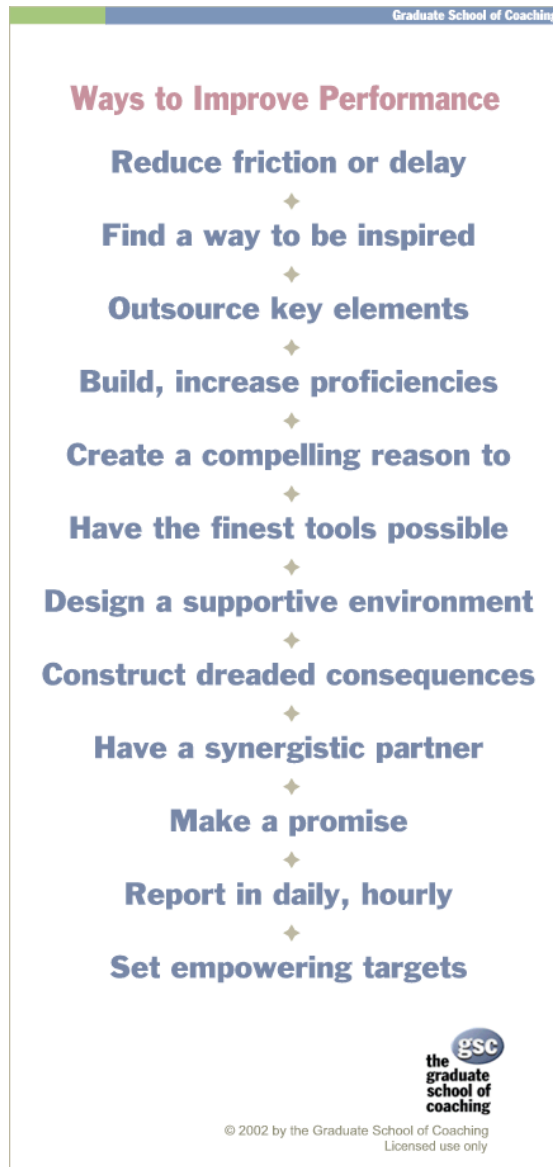 Graduate School of Coaching
Ways to Improve Performance
Reduce friction or delay
Find a way to be inspired
Outsource key elements
Build, increase proficiencies
Create a compelling reason to
Have the finest tools possible
Design a supportive environment
Construct dreaded consequences
Have a synergistic partner
Make a promise
Report in daily, hourly
Set empowering targets
gsc
the
graduate
school of
coaching
© 2002 by the Graduate School of Coaching
Licensed use only